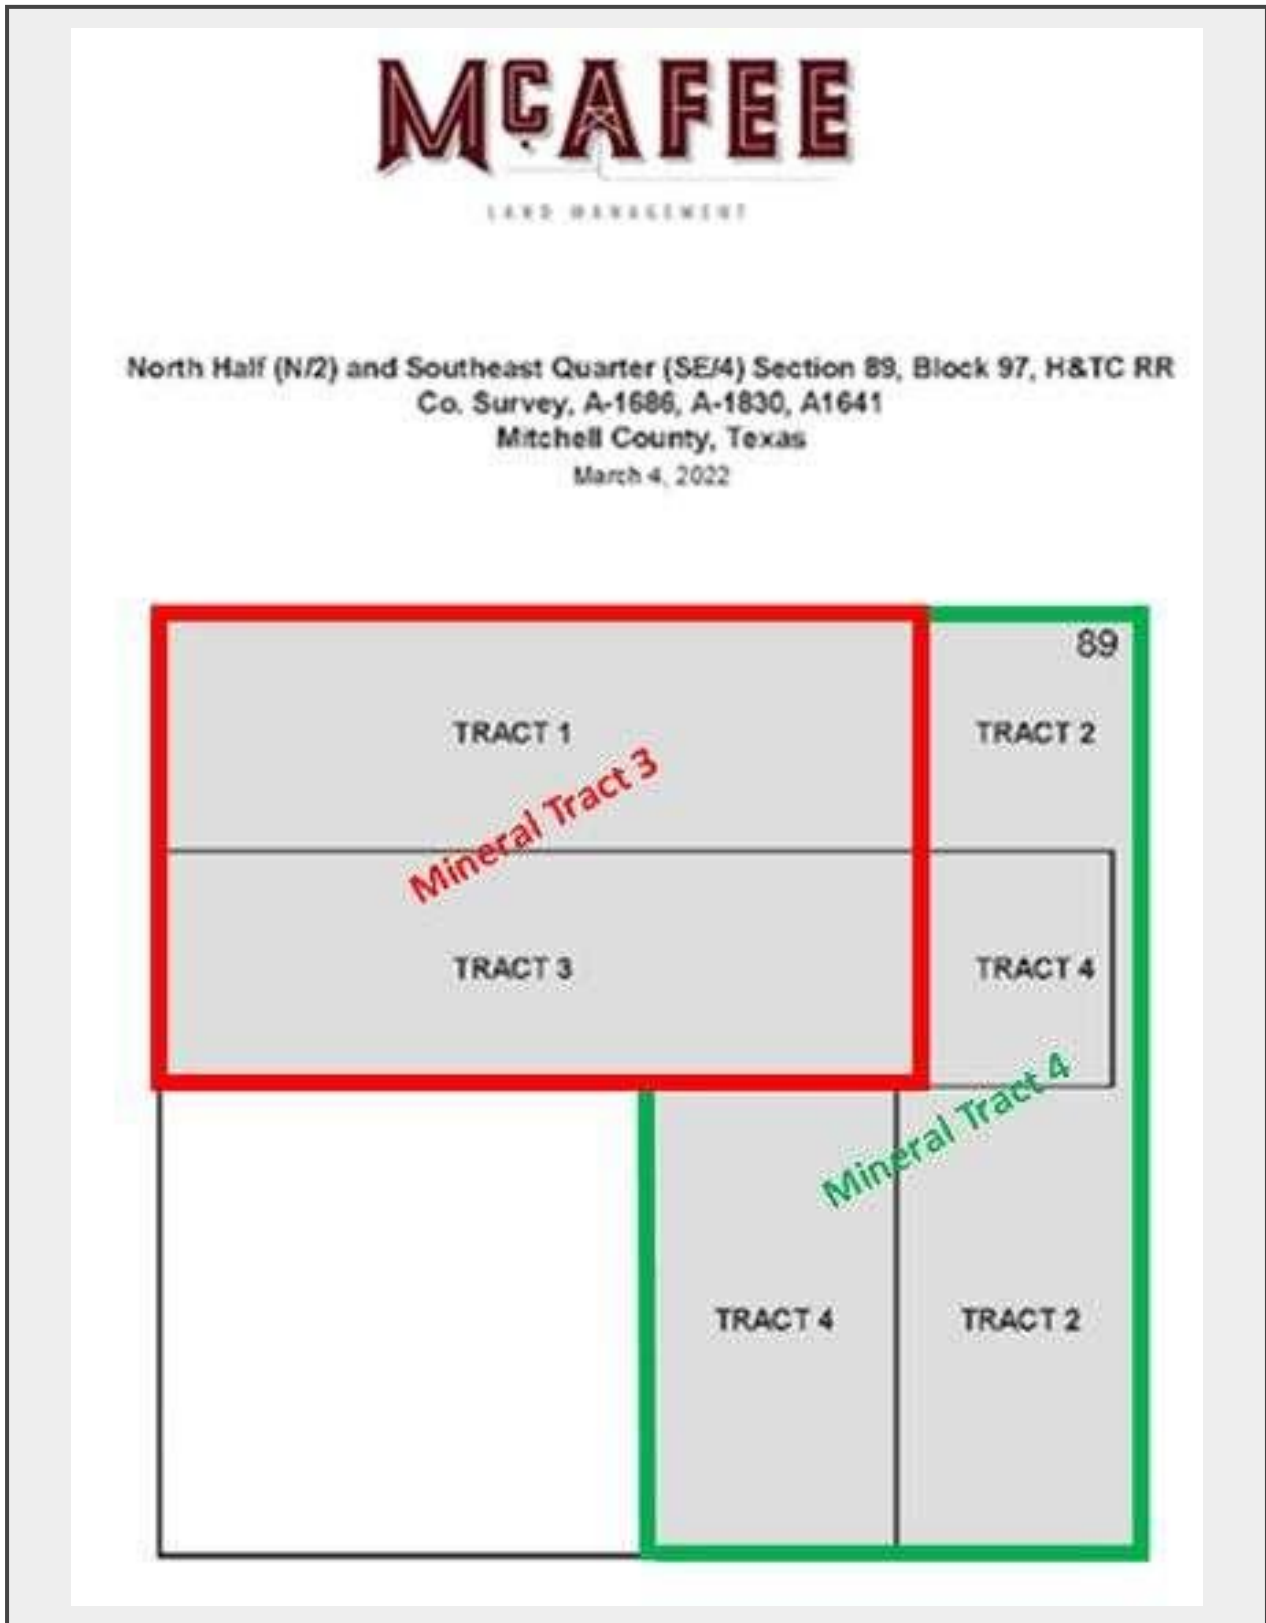 McAFEE
LAND MANAGEMENT
North Half (N/2) and Southeast Quarter (SE/4) Section 89, Block 97, H&TC RR
Co. Survey, A-1686, A-1830, A1641
Mitchell County, Texas
March 4, 2022
89
TRACT 1
TRACT 2
Mineral Tract 3
TRACT 3
TRACT 4
Mineral Tract 4
TRACT 4
TRACT 2